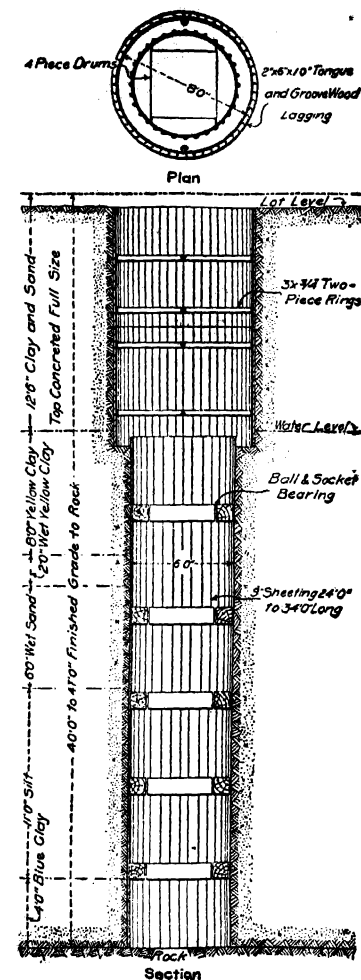 4 Piece Drums
8'0"
2"x6"x10" Tongue
and Groove Wood
Lagging
Plan
Lot Level
12'6" Clay and Sand
Top Concreted Full Size
3"x 3/4" Two-
Piece Rings
Water Level
8'0" Yellow Clay
2'0" Wet Yellow Clay
Ball & Socket
Bearing
6'0"
Sheeting 24'0"
to 34'0" Long
6'0" Wet Sand
40'0" to 41'0" Finished Grade to Rock
11'0" Silt
4'0" Blue Clay
Rock
Section